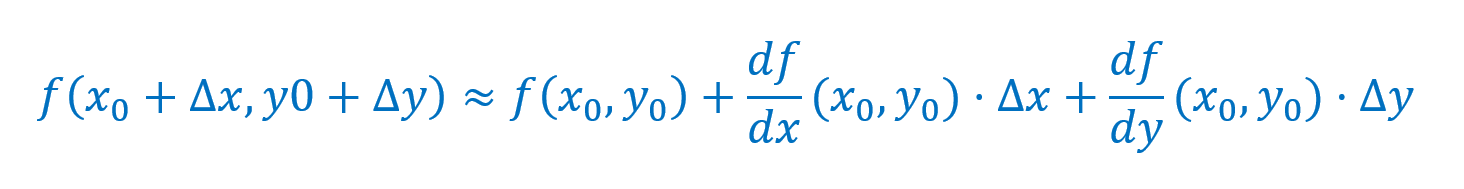 f(x₀ + Δx, y0 + Δy) ≈ f(x₀, y₀) + df/dx (x₀, y₀) · Δx + df/dy (x₀, y₀) · Δy